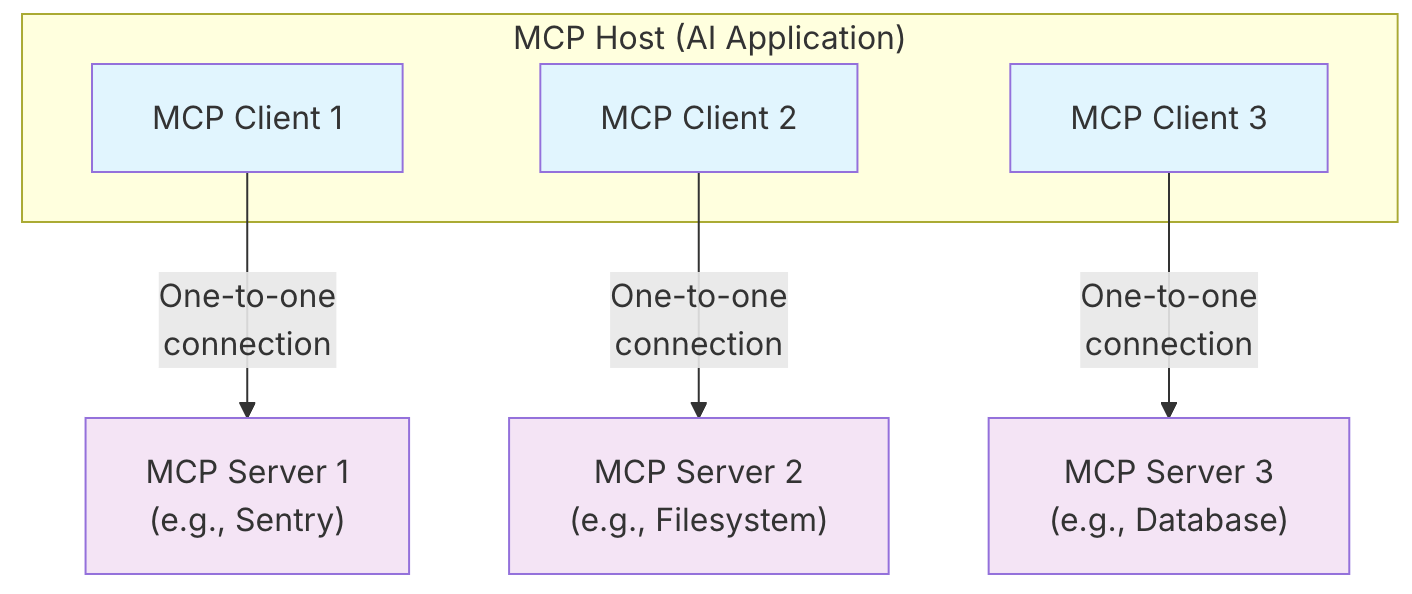 MCP Host (AI Application)
MCP Client 1
MCP Client 2
MCP Client 3
One-to-one
connection
One-to-one
connection
One-to-one
connection
MCP Server 1
(e.g., Sentry)
MCP Server 2
(e.g., Filesystem)
MCP Server 3
(e.g., Database)